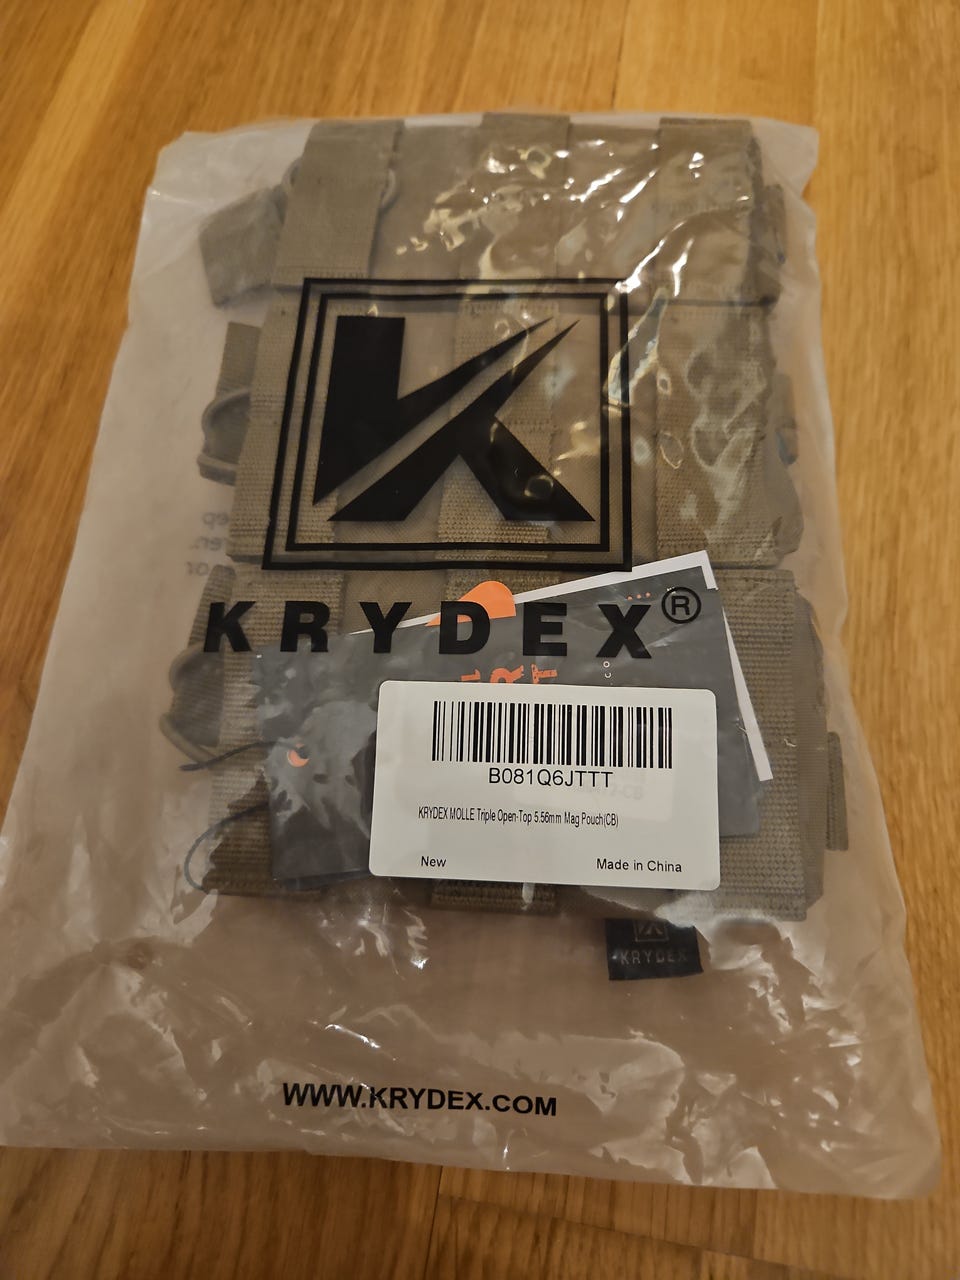 KRYDEX®
B081Q6JTTT
KRYDEX MOLLE Triple Open-Top 5.56mm Mag Pouch(CB)
New
Made in China
KRYDEX
WWW.KRYDEX.COM